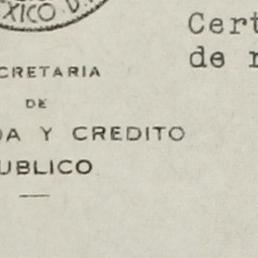 XICO D.
CRETARIA
DE
DA Y CREDITO
UBLICO
Cert
de